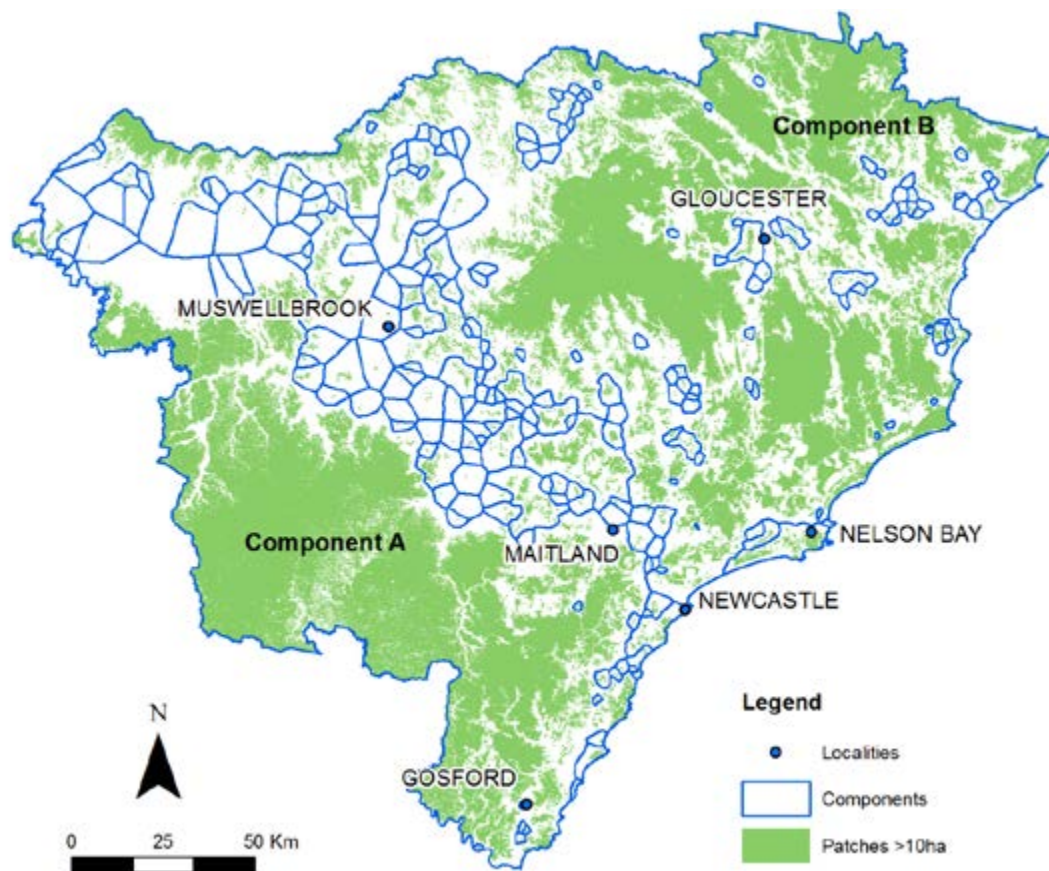 Component B
GLOUCESTER
MUSWELLBROOK
Component A
MAITLAND
NELSON BAY
NEWCASTLE
GOSFORD
N
0 25 50 Km
Legend
Localities
Components
Patches >10ha